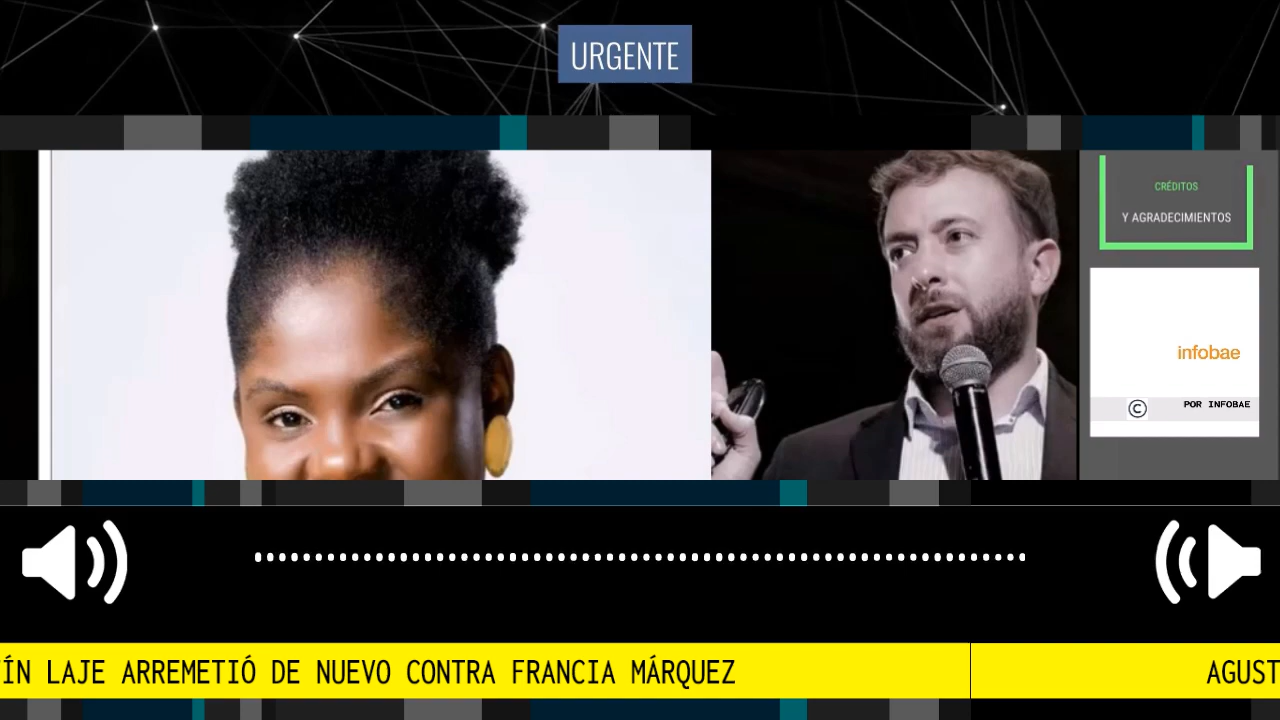 URGENTE
CRÉDITOS
Y AGRADECIMIENTOS
infobae
© POR INFOBAE
ÍN LAJE ARREMETIÓ DE NUEVO CONTRA FRANCIA MÁRQUEZ
AGUST